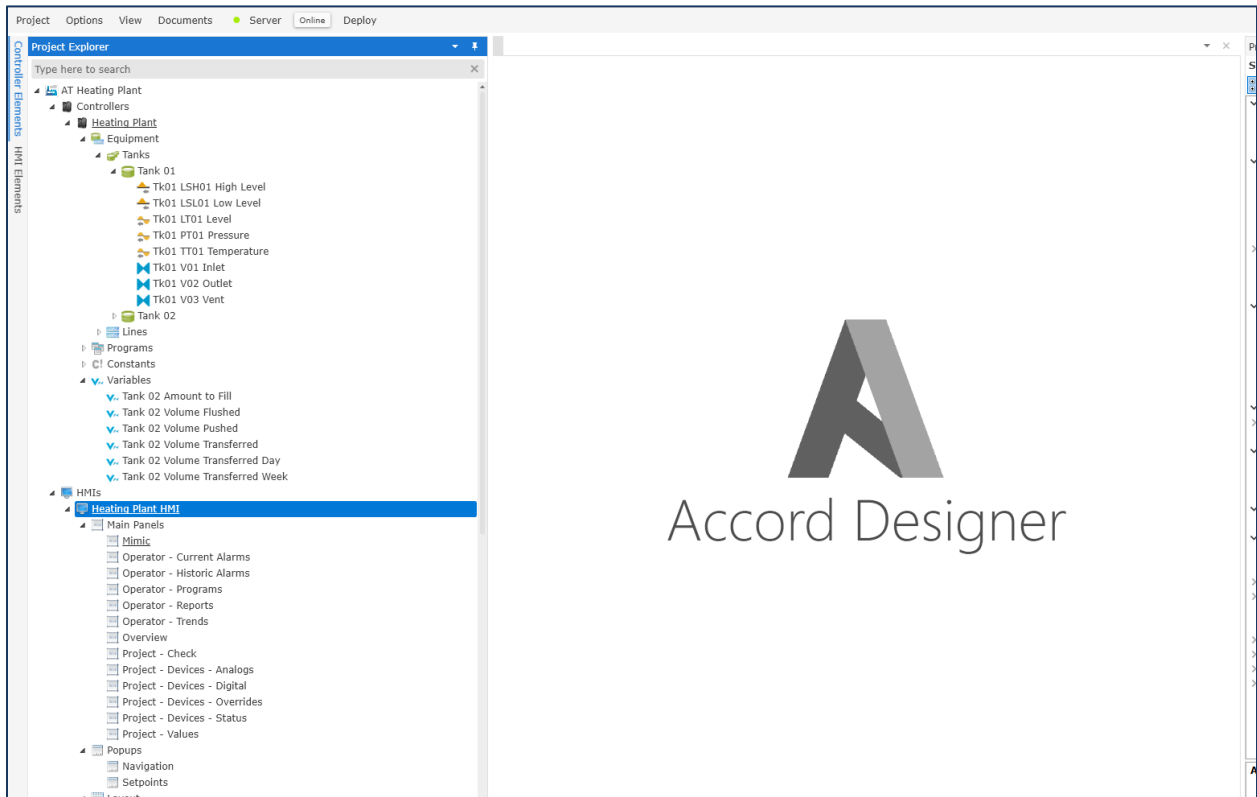 Project Options View Documents Server Online Deploy
Controller Elements
HMI Elements
Project Explorer
Type here to search
AT Heating Plant
Controllers
Heating Plant
Equipment
Tanks
Tank 01
Tk01 LSH01 High Level
Tk01 LSL01 Low Level
Tk01 LT01 Level
Tk01 PT01 Pressure
Tk01 TT01 Temperature
Tk01 V01 Inlet
Tk01 V02 Outlet
Tk01 V03 Vent
Tank 02
Lines
Programs
C! Constants
Variables
Tank 02 Amount to Fill
Tank 02 Volume Flushed
Tank 02 Volume Pushed
Tank 02 Volume Transferred
Tank 02 Volume Transferred Day
Tank 02 Volume Transferred Week
HMIs
Heating Plant HMI
Main Panels
Mimic
Operator - Current Alarms
Operator - Historic Alarms
Operator - Programs
Operator - Reports
Operator - Trends
Overview
Project - Check
Project - Devices - Analogs
Project - Devices - Digital
Project - Devices - Overrides
Project - Devices - Status
Project - Values
Popups
Navigation
Setpoints
Accord Designer